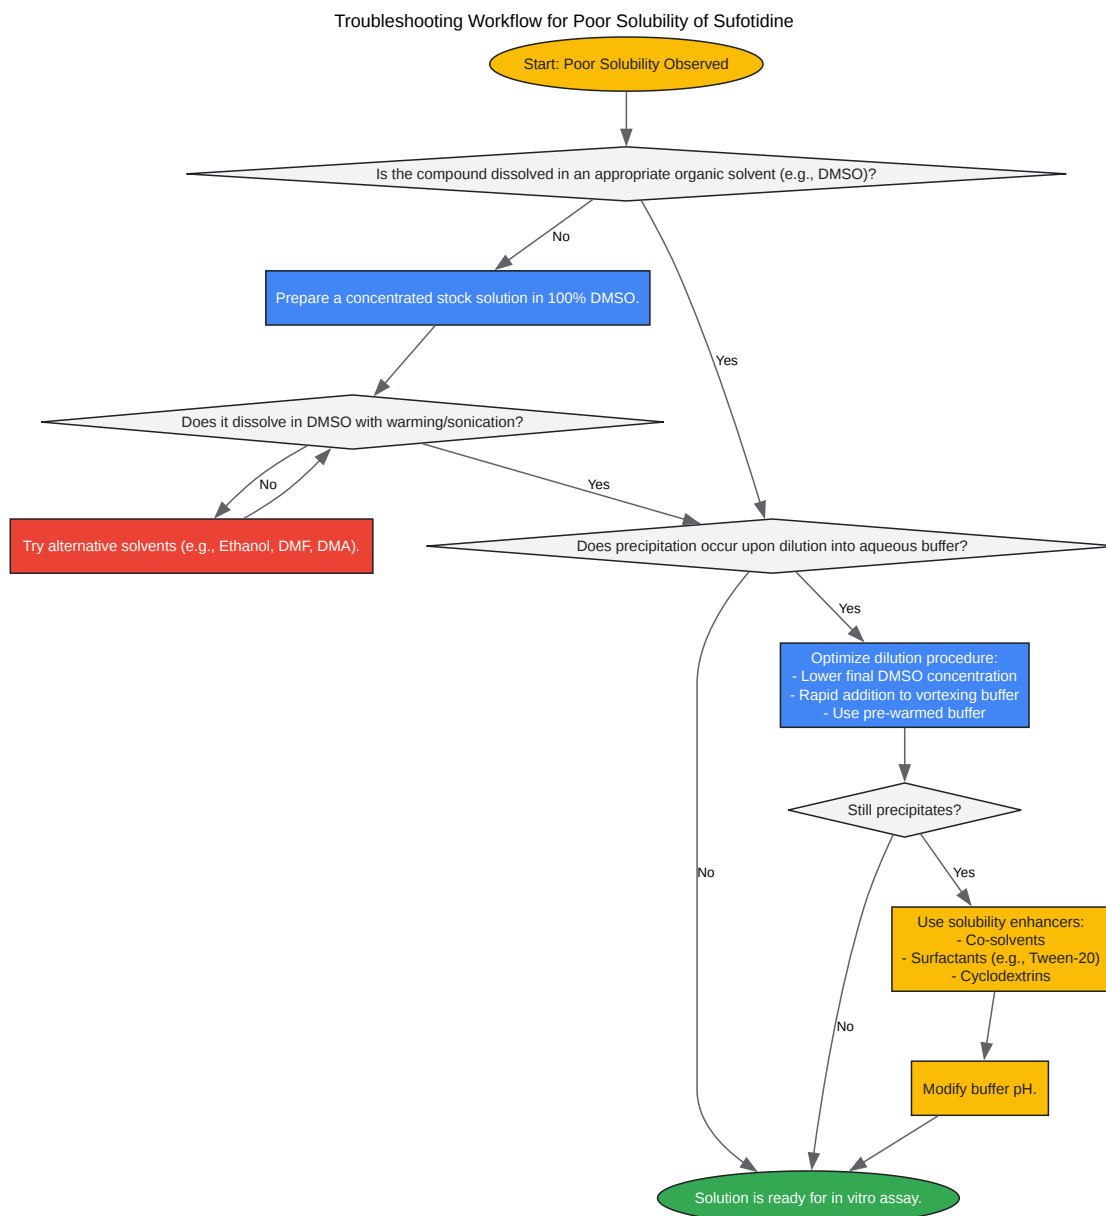 Troubleshooting Workflow for Poor Solubility of Sufotidine
Start: Poor Solubility Observed
Is the compound dissolved in an appropriate organic solvent (e.g., DMSO)?
No
Prepare a concentrated stock solution in 100% DMSO.
Yes
Does it dissolve in DMSO with warming/sonication?
No
Yes
Try alternative solvents (e.g., Ethanol, DMF, DMA).
Does precipitation occur upon dilution into aqueous buffer?
Yes
Optimize dilution procedure:
- Lower final DMSO concentration
- Rapid addition to vortexing buffer
- Use pre-warmed buffer
Still precipitates?
No
Yes
Use solubility enhancers:
- Co-solvents
- Surfactants (e.g., Tween-20)
- Cyclodextrins
No
Modify buffer pH.
Solution is ready for in vitro assay.